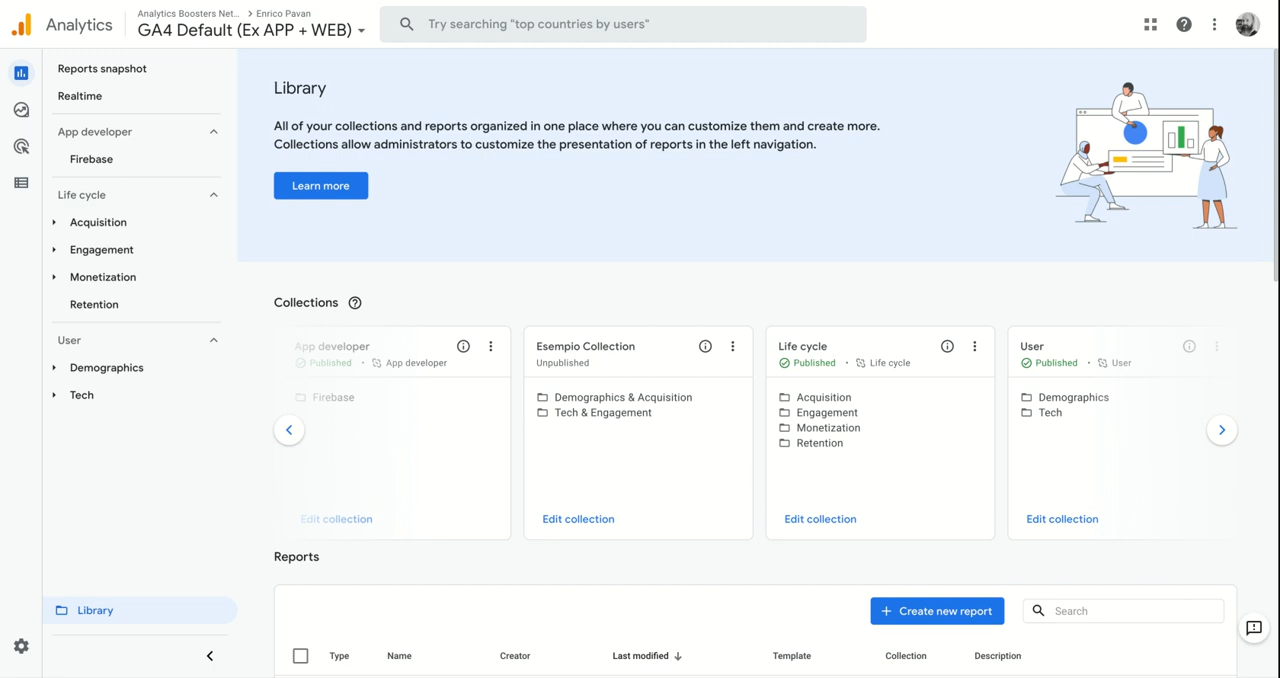 Analytics
Analytics Boosters Net... > Enrico Pavan
GA4 Default (Ex APP + WEB)
Try searching "top countries by users"
Reports snapshot
Realtime
App developer
Firebase
Life cycle
Acquisition
Engagement
Monetization
Retention
User
Demographics
Tech
Library
Library
All of your collections and reports organized in one place where you can customize them and create more.
Collections allow administrators to customize the presentation of reports in the left navigation.
Learn more
Collections
App developer
Published • App developer
Firebase
Edit collection
Esempio Collection
Unpublished
Demographics & Acquisition
Tech & Engagement
Edit collection
Life cycle
Published • Life cycle
Acquisition
Engagement
Monetization
Retention
Edit collection
User
Published • User
Demographics
Tech
Edit collection
Reports
+ Create new report
Search
Type Name Creator Last modified Template Collection Description